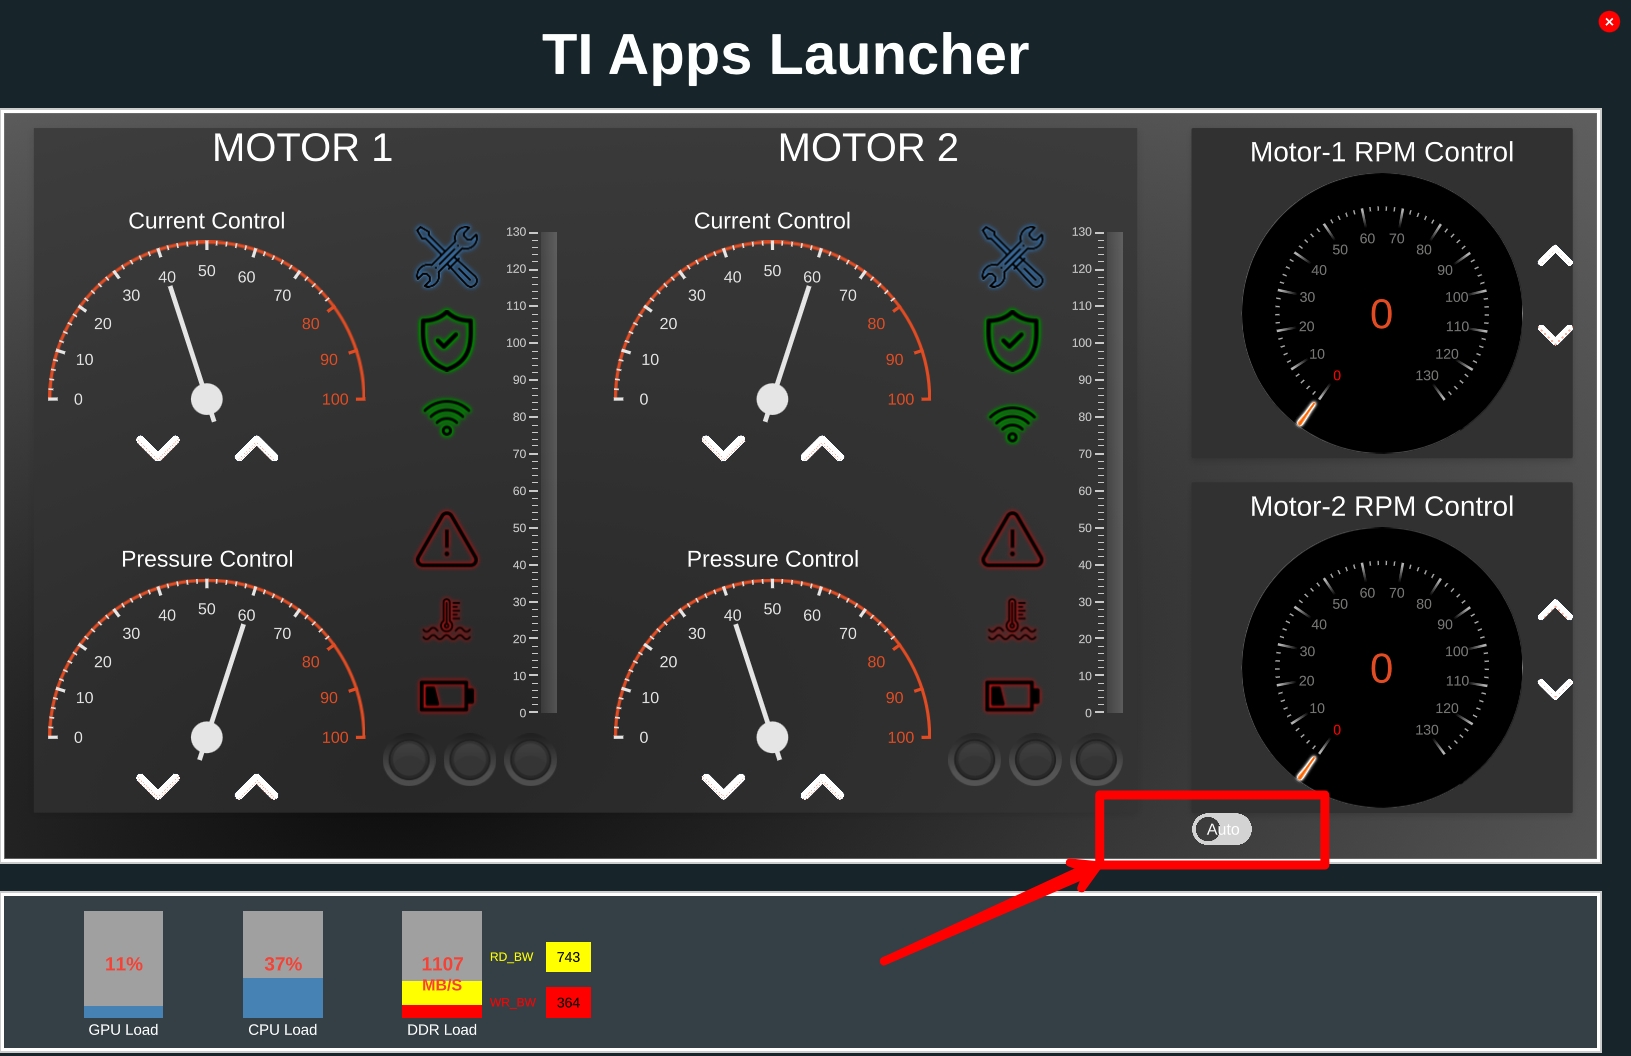 TI Apps Launcher
MOTOR 1
Current Control
0 10 20 30 40 50 60 70 80 90 100
Pressure Control
0 10 20 30 40 50 60 70 80 90 100
130
120
110
100
90
80
70
60
50
40
30
20
10
0
MOTOR 2
Current Control
0 10 20 30 40 50 60 70 80 90 100
Pressure Control
0 10 20 30 40 50 60 70 80 90 100
130
120
110
100
90
80
70
60
50
40
30
20
10
0
Motor-1 RPM Control
0 10 20 30 40 50 60 70 80 90 100 110 120 130
0
Motor-2 RPM Control
0 10 20 30 40 50 60 70 80 90 100 110 120 130
0
Auto
11%
GPU Load
37%
CPU Load
1107
MB/S
DDR Load
RD_BW 743
WR_BW 364